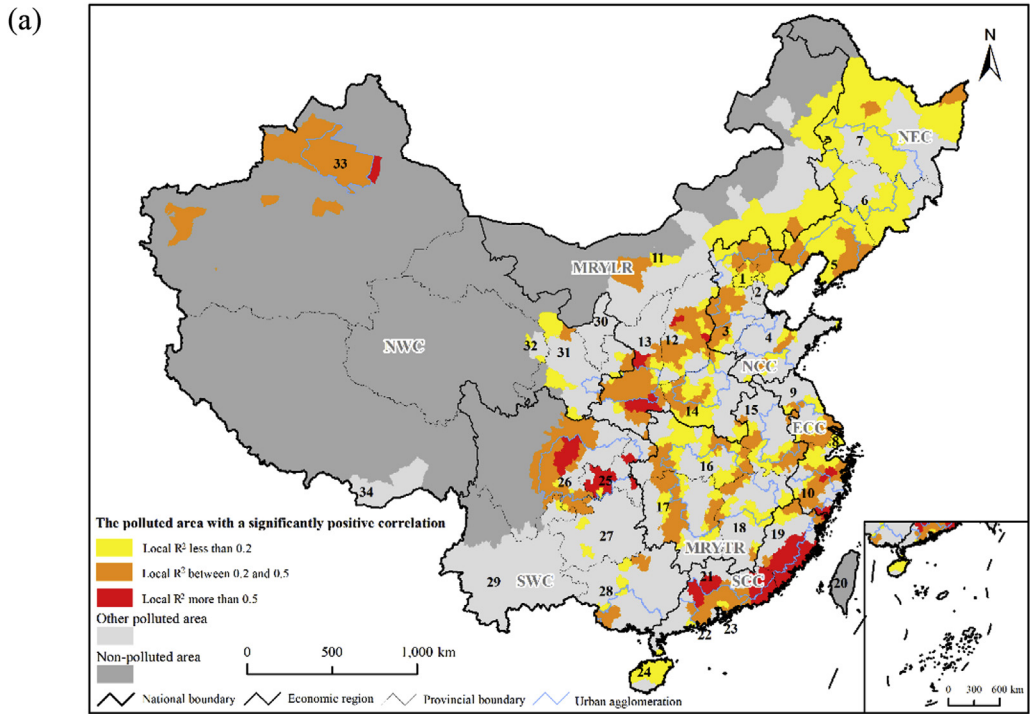 (a)
N
NEC
7
33
6
5
11
MRYLR
1
2
30
32
31
13
12
3
4
NWC
NCC
9
15
14
ECC
8
16
25
26
34
10
17
The polluted area with a significantly positive correlation
Local R² less than 0.2
Local R² between 0.2 and 0.5
Local R² more than 0.5
Other polluted area
Non-polluted area
27
18
19
MRYTR
29
SWC
21
SCC
20
28
22
23
24
0 500 1,000 km
0 300 600 km
National boundary Economic region Provincial boundary Urban agglomeration